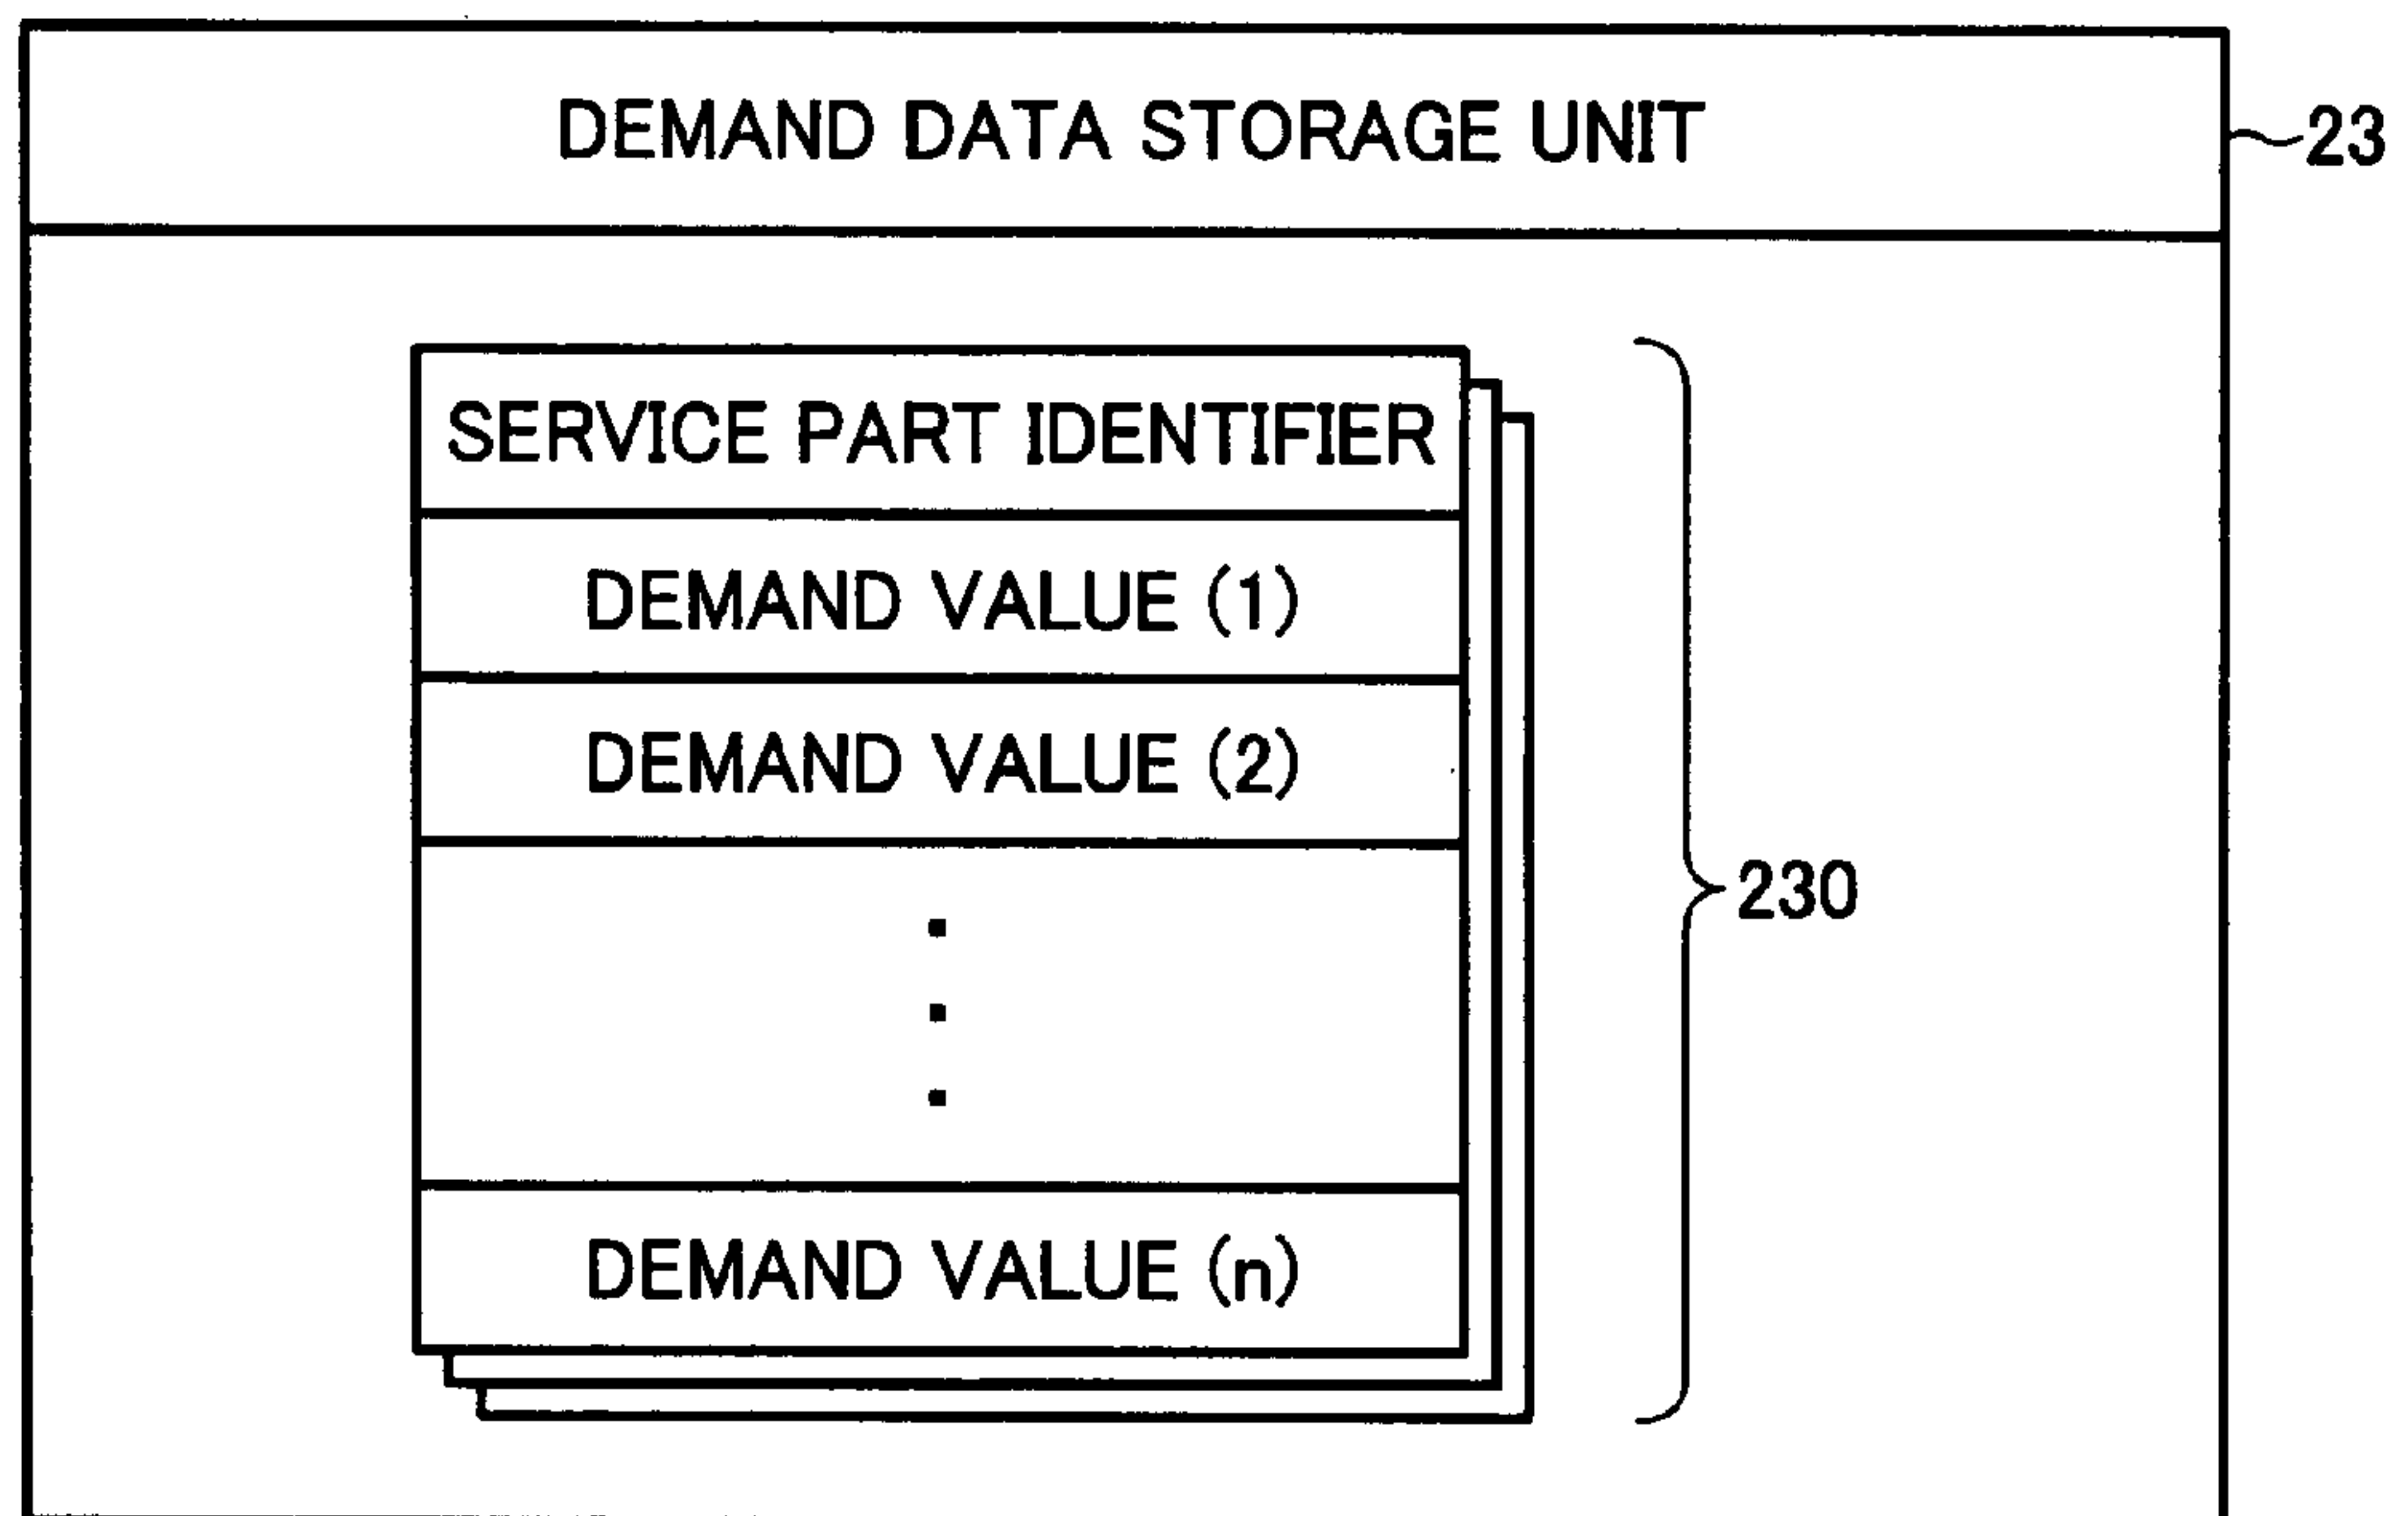 DEMAND DATA STORAGE UNIT
23
SERVICE PART IDENTIFIER
DEMAND VALUE (1)
DEMAND VALUE (2)
230
DEMAND VALUE (n)